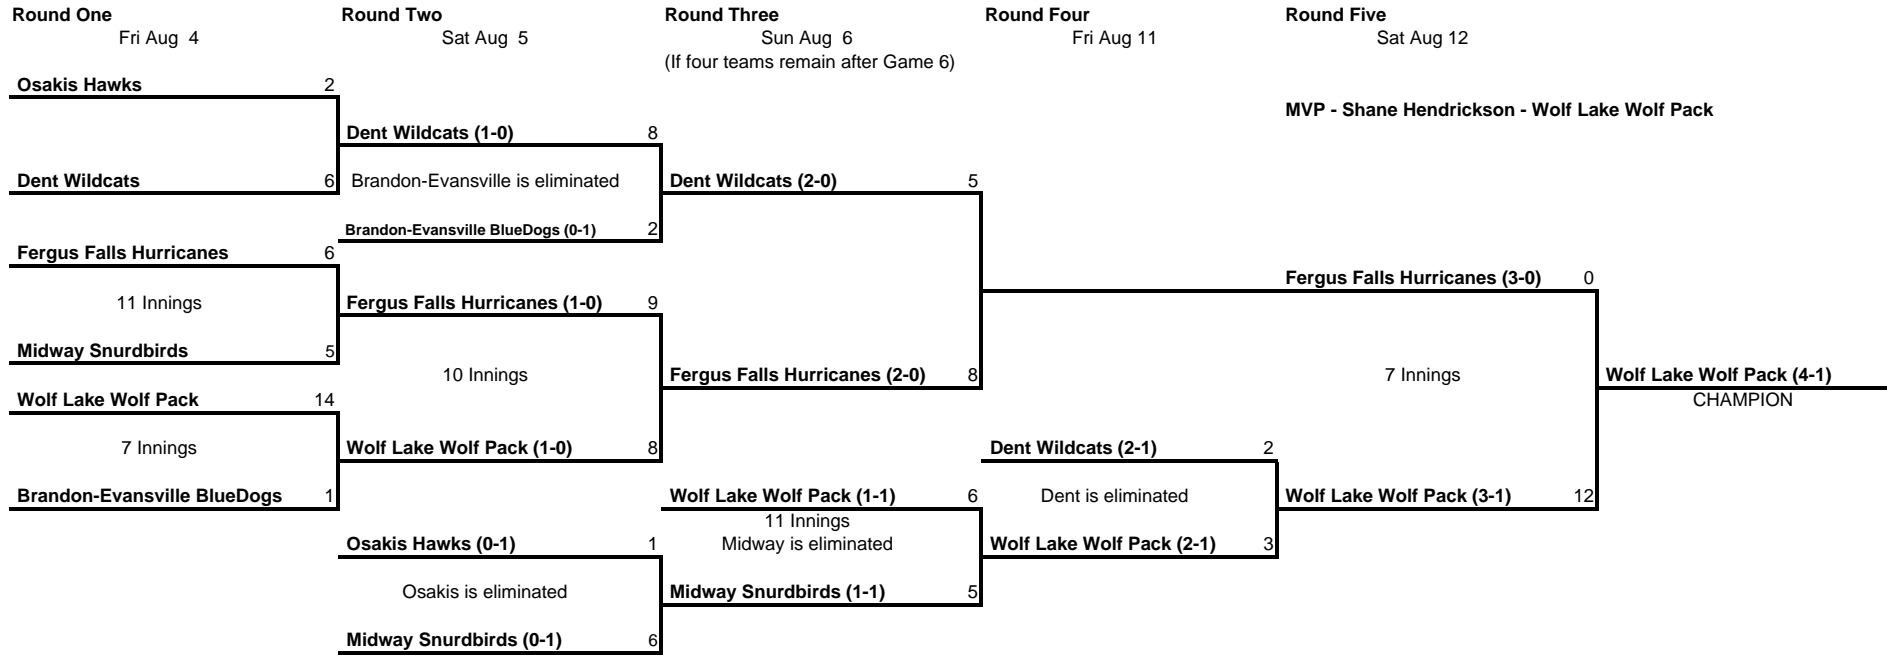 Round One Round Two Round Three Round Four Round Five
Fri Aug 4 Sat Aug 5 Sun Aug 6 Fri Aug 11 Sat Aug 12
(If four teams remain after Game 6)
Osakis Hawks 2
MVP - Shane Hendrickson - Wolf Lake Wolf Pack
Dent Wildcats (1-0) 8
Dent Wildcats 6 Brandon-Evansville is eliminated Dent Wildcats (2-0) 5
Brandon-Evansville BlueDogs (0-1) 2
Fergus Falls Hurricanes 6
Fergus Falls Hurricanes (3-0) 0
11 Innings Fergus Falls Hurricanes (1-0) 9
Midway Snurdbirds 5
10 Innings Fergus Falls Hurricanes (2-0) 8 7 Innings Wolf Lake Wolf Pack (4-1)
Wolf Lake Wolf Pack 14 CHAMPION
7 Innings Wolf Lake Wolf Pack (1-0) 8 Dent Wildcats (2-1) 2
Brandon-Evansville BlueDogs 1 Wolf Lake Wolf Pack (1-1) 6 Dent is eliminated Wolf Lake Wolf Pack (3-1) 12
11 Innings
Osakis Hawks (0-1) 1 Midway is eliminated Wolf Lake Wolf Pack (2-1) 3
Osakis is eliminated Midway Snurdbirds (1-1) 5
Midway Snurdbirds (0-1) 6